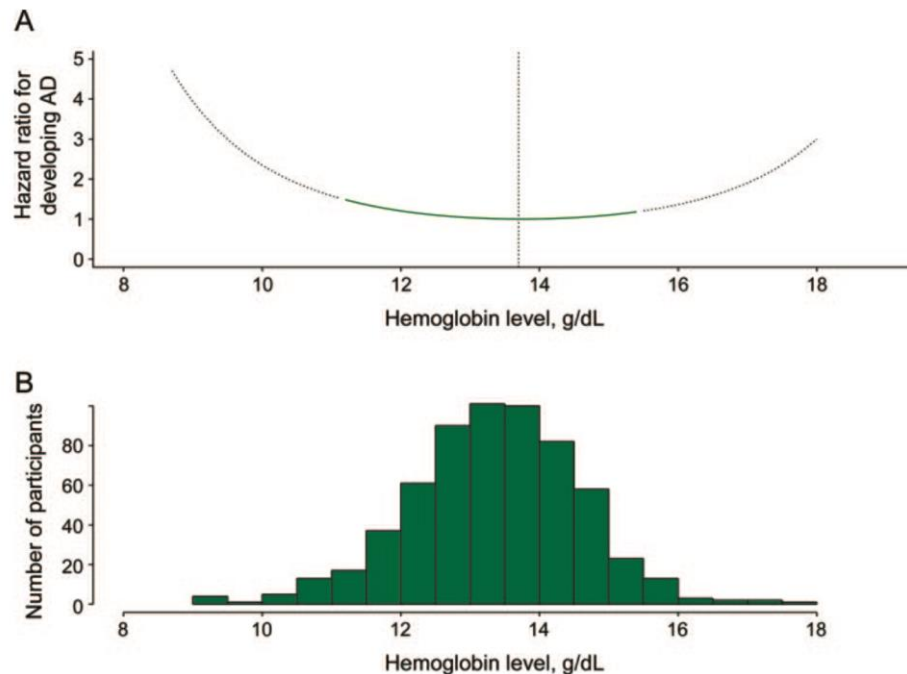 A
Hazard ratio for
developing AD
5
4
3
2
1
0
8 10 12 14 16 18
Hemoglobin level, g/dL
B
Number of participants
80
60
40
20
0
8 10 12 14 16 18
Hemoglobin level, g/dL